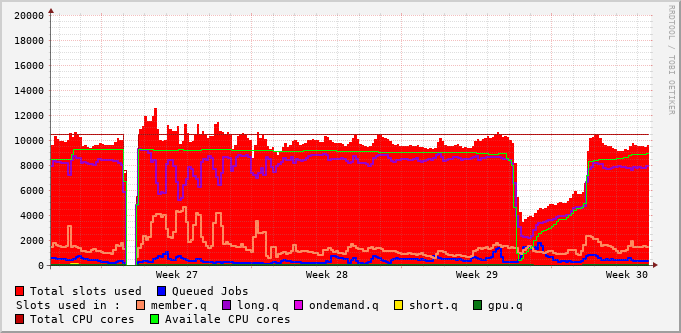 RRDTOOL / TOBI OETIKER
20000
18000
16000
14000
12000
10000
8000
6000
4000
2000
0
Week 27 Week 28 Week 29 Week 30
Total slots used Queued Jobs
Slots used in : member.q long.q ondemand.q short.q gpu.q
Total CPU cores Availale CPU cores